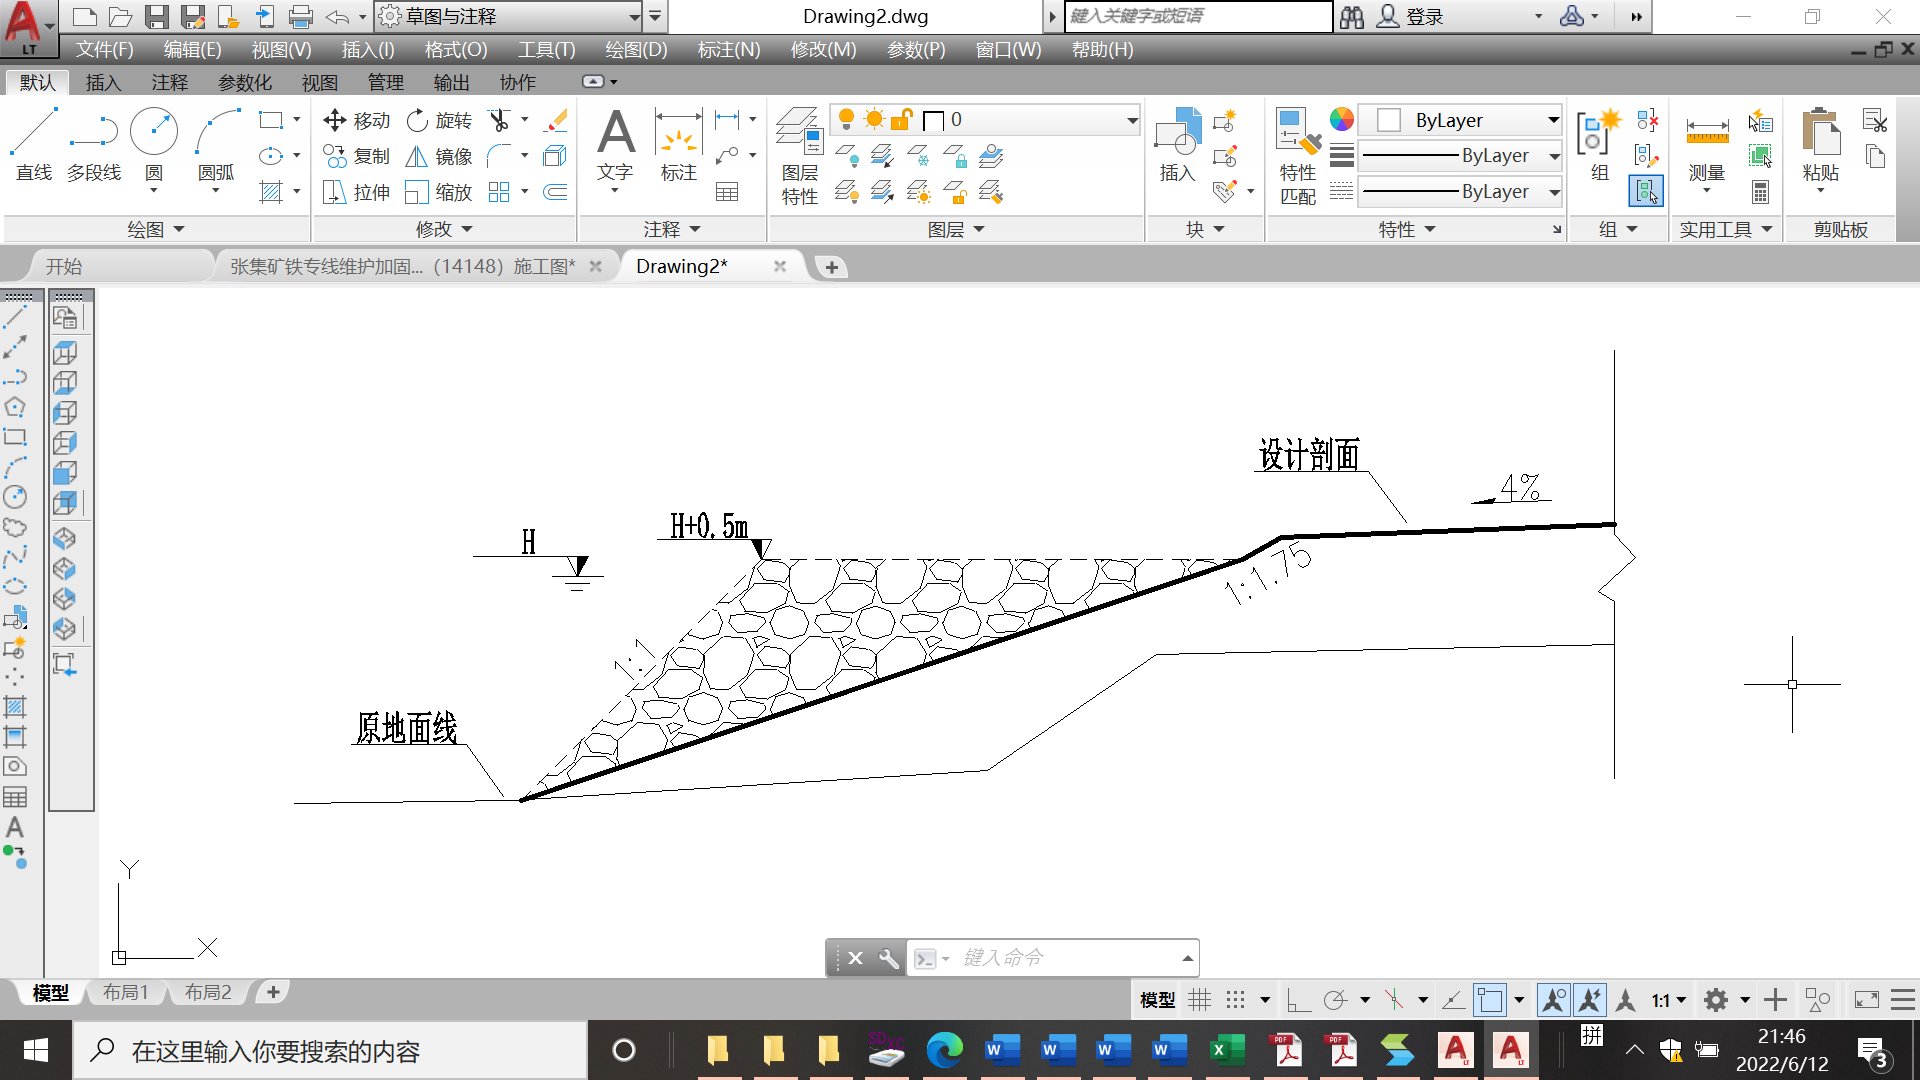 LT
草图与注释
Drawing2.dwg
键入关键字或短语
登录
文件(F) 编辑(E) 视图(V) 插入(I) 格式(O) 工具(T) 绘图(D) 标注(N) 修改(M) 参数(P) 窗口(W) 帮助(H)
默认 插入 注释 参数化 视图 管理 输出 协作
直线 多段线 圆 圆弧
移动 旋转
复制 镜像
拉伸 缩放
文字 标注
图层
特性
0
插入
特性
匹配
ByLayer
ByLayer
ByLayer
组
测量
粘贴
绘图 修改 注释 图层 块 特性 组 实用工具 剪贴板
开始 张集矿铁专线维护加固...（14148）施工图* Drawing2*
设计剖面
4%
H
H+0.5m
1:1.75
1:1
原地面线
Y
X
键入命令
模型 布局1 布局2
模型
1:1
在这里输入你要搜索的内容
拼
21:46
2022/6/12
3